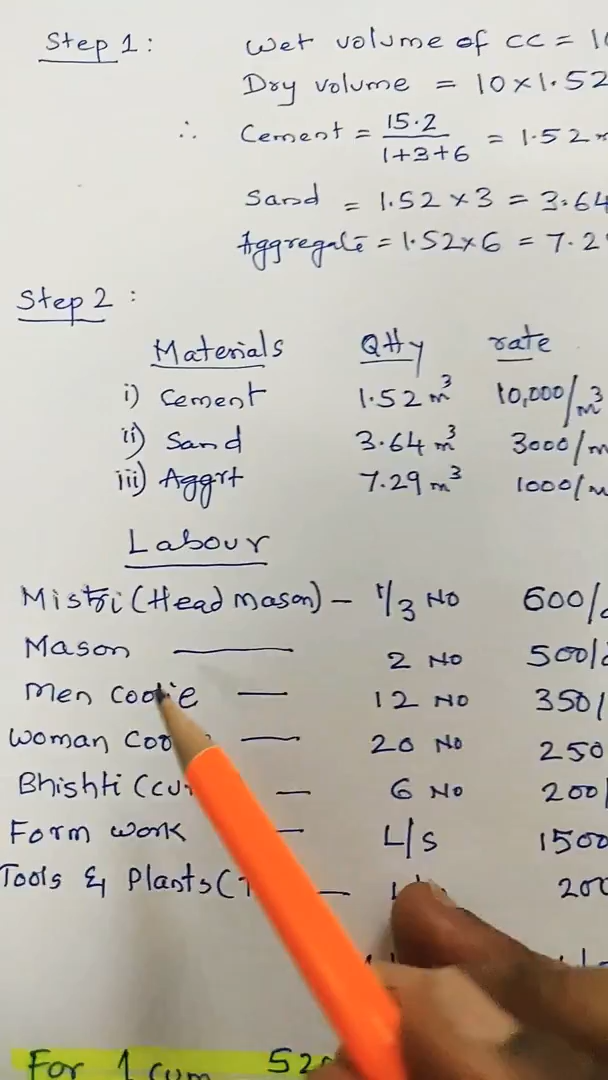 Step 1 : Wet volume of CC = 1
Dry volume = 10 × 1.52
∴ Cement = 15.2 / 1+3+6 = 1.52
Sand = 1.52 × 3 = 3.64
Aggregate = 1.52 × 6 = 7.2
Step 2 :
Materials Qtty rate
i) Cement 1.52 m³ 10,000/m³
ii) Sand 3.64 m³ 3000/m
iii) Aggrt 7.29 m³ 1000/m
Labour
Mistri (Head Mason) — 1/3 No 600/
Mason — 2 No 500/
Men Coolie — 12 No 350/
Woman Coo — 20 No 250
Bhishti (cu — 6 No 200/
Form work — L/S 1500
Tools & Plants ( — 200
For 1 cum 52